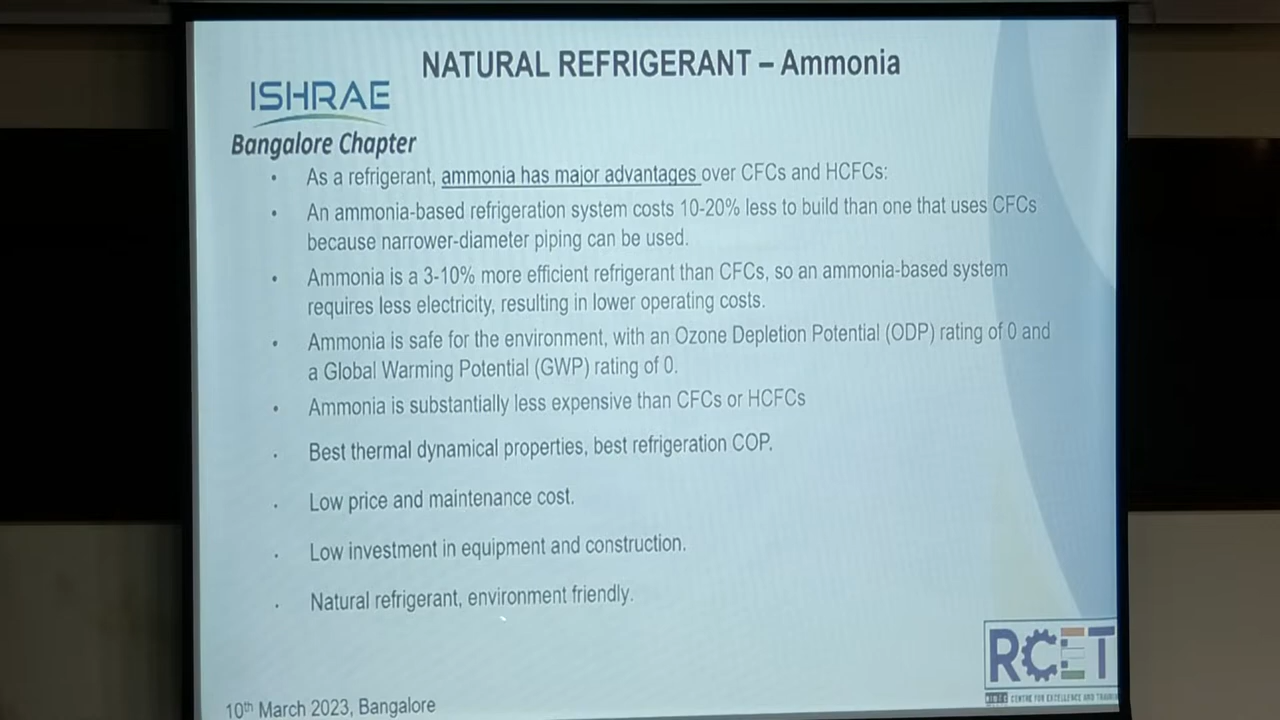 NATURAL REFRIGERANT – Ammonia
ISHRAE
Bangalore Chapter
• As a refrigerant, ammonia has major advantages over CFCs and HCFCs:
• An ammonia-based refrigeration system costs 10-20% less to build than one that uses CFCs
because narrower-diameter piping can be used.
• Ammonia is a 3-10% more efficient refrigerant than CFCs, so an ammonia-based system
requires less electricity, resulting in lower operating costs.
• Ammonia is safe for the environment, with an Ozone Depletion Potential (ODP) rating of 0 and
a Global Warming Potential (GWP) rating of 0.
• Ammonia is substantially less expensive than CFCs or HCFCs
• Best thermal dynamical properties, best refrigeration COP.
• Low price and maintenance cost.
• Low investment in equipment and construction.
• Natural refrigerant, environment friendly.
RCET
CENTRE FOR EXCELLENCE AND
10th March 2023, Bangalore